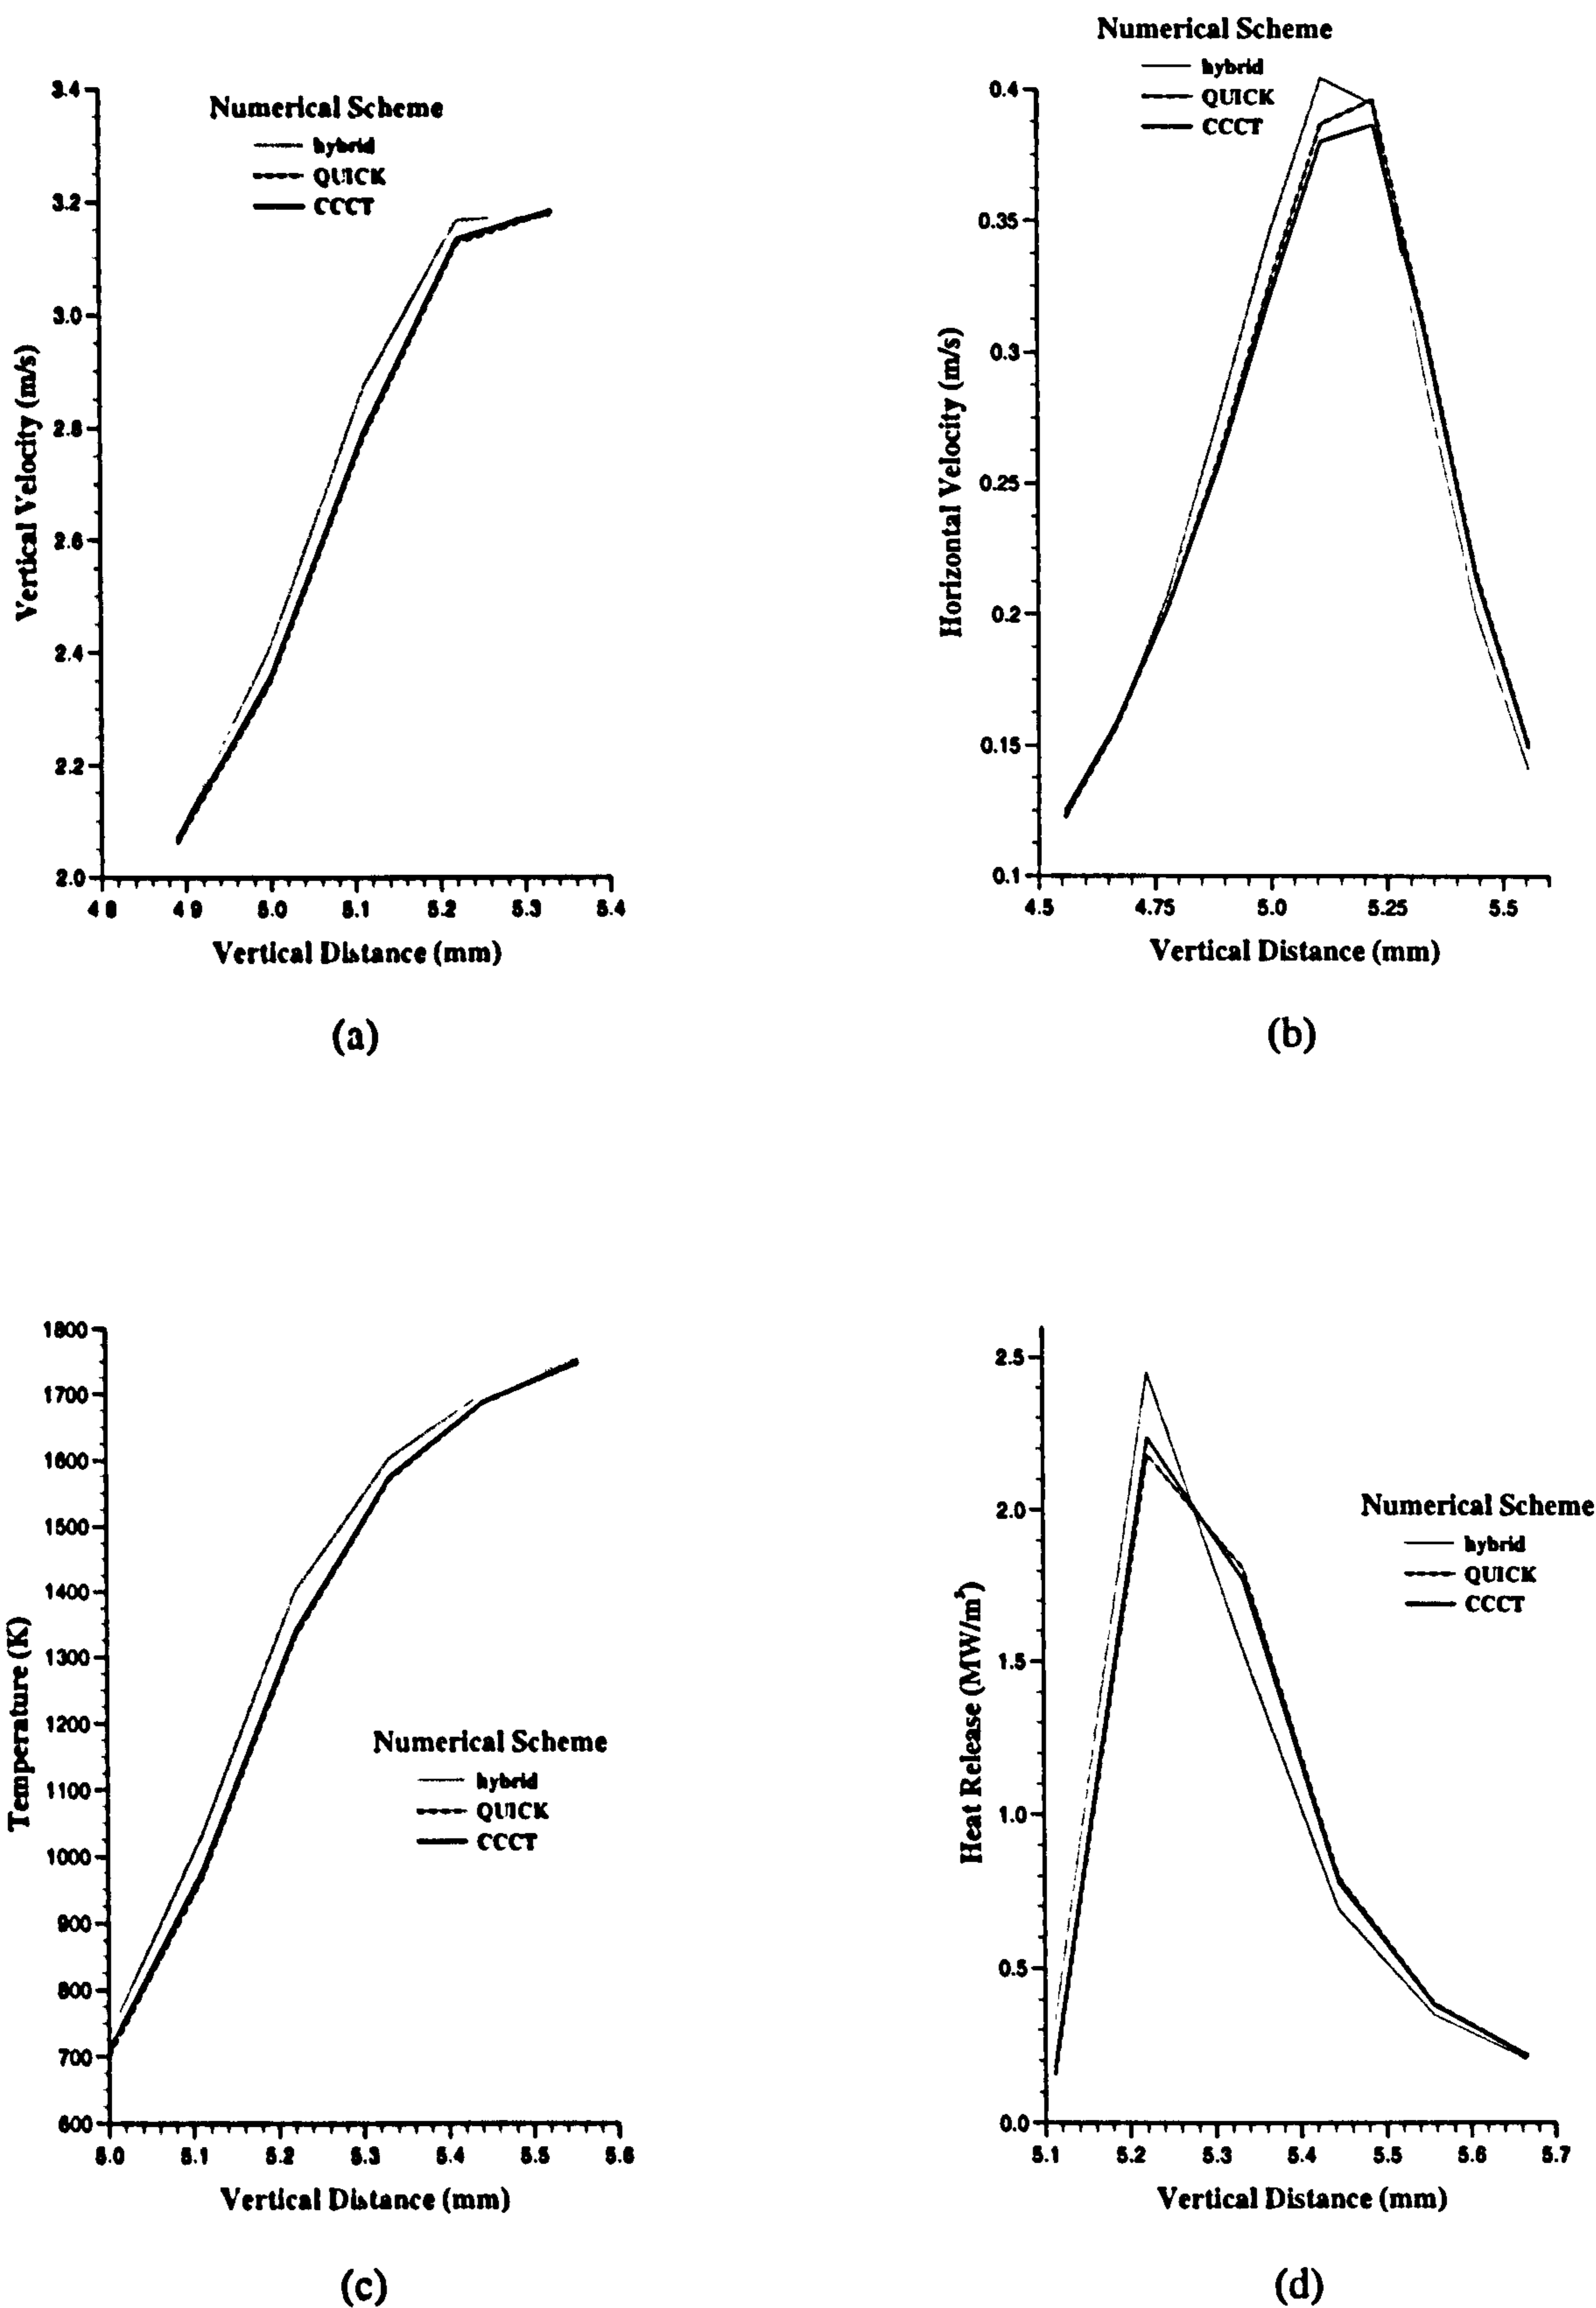 Numerical Scheme
hybrid
QUICK
CCCT
3.4
3.2
3.0
2.8
2.6
2.4
2.2
2.0
4.8 4.9 5.0 5.1 5.2 5.3 5.4
Vertical Velocity (m/s)
Vertical Distance (mm)
(a)
Numerical Scheme
hybrid
QUICK
CCCT
0.4
0.35
0.3
0.25
0.2
0.15
0.1
4.5 4.75 5.0 5.25 5.5
Horizontal Velocity (m/s)
Vertical Distance (mm)
(b)
1800
1700
1600
1500
1400
1300
1200
1100
1000
900
800
700
600
5.0 5.1 5.2 5.3 5.4 5.5 5.6
Temperature (K)
Numerical Scheme
hybrid
QUICK
CCCT
Vertical Distance (mm)
(c)
2.5
2.0
1.5
1.0
0.5
0.0
5.1 5.2 5.3 5.4 5.5 5.6 5.7
Heat Release (MW/m³)
Numerical Scheme
hybrid
QUICK
CCCT
Vertical Distance (mm)
(d)